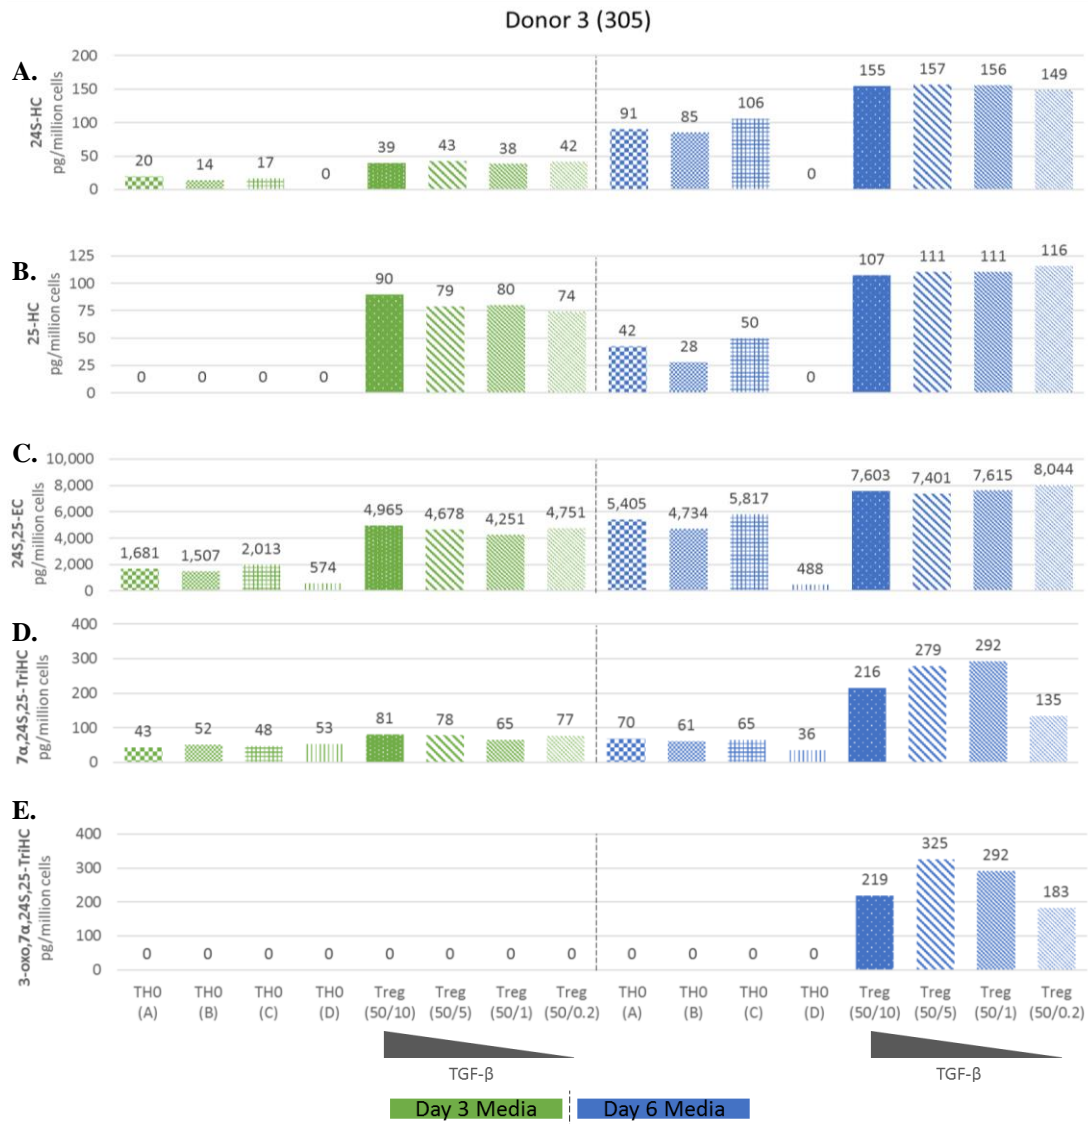 Donor 3 (305)
A.
24S-HC
pg/million cells
200
150
100
50
0
20 14 17 0 39 43 38 42 91 85 106 0 155 157 156 149
B.
25-HC
pg/million cells
125
100
75
50
25
0
0 0 0 0 90 79 80 74 42 28 50 0 107 111 111 116
C.
24S,25-EC
pg/million cells
10,000
8,000
6,000
4,000
2,000
0
1,681 1,507 2,013 574 4,965 4,678 4,251 4,751 5,405 4,734 5,817 488 7,603 7,401 7,615 8,044
D.
7α,24S,25-TriHC
pg/million cells
400
300
200
100
0
43 52 48 53 81 78 65 77 70 61 65 36 216 279 292 135
E.
3-oxo,7α,24S,25-TriHC
pg/million cells
400
300
200
100
0
0 0 0 0 0 0 0 0 0 0 0 0 219 325 292 183
TH0 TH0 TH0 TH0 Treg Treg Treg Treg TH0 TH0 TH0 TH0 Treg Treg Treg Treg
(A) (B) (C) (D) (50/10) (50/5) (50/1) (50/0.2) (A) (B) (C) (D) (50/10) (50/5) (50/1) (50/0.2)
TGF-β TGF-β
Day 3 Media Day 6 Media